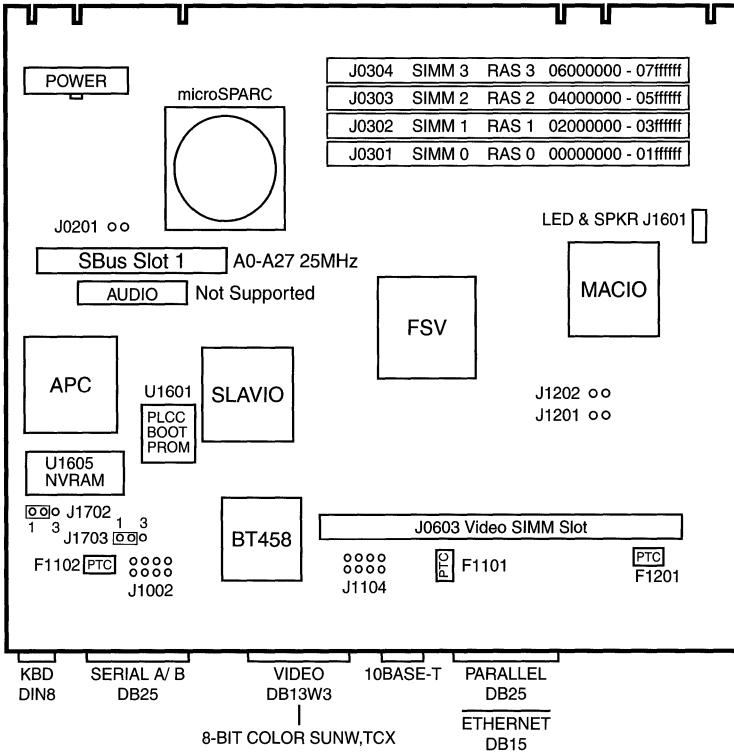 POWER
microSPARC
J0304 SIMM 3 RAS 3 06000000 - 07ffffff
J0303 SIMM 2 RAS 2 04000000 - 05ffffff
J0302 SIMM 1 RAS 1 02000000 - 03ffffff
J0301 SIMM 0 RAS 0 00000000 - 01ffffff
J0201
LED & SPKR J1601
SBus Slot 1 A0-A27 25MHz
AUDIO Not Supported
MACIO
FSV
APC
SLAVIO
U1601
PLCC
BOOT
PROM
J1202
J1201
U1605
NVRAM
J1702
1 3
J1703
1 3
BT458
J0603 Video SIMM Slot
F1102 PTC
J1002
J1104
PTC F1101
PTC
F1201
KBD
DIN8
SERIAL A/ B
DB25
VIDEO
DB13W3
10BASE-T
PARALLEL
DB25
8-BIT COLOR SUNW,TCX
ETHERNET
DB15